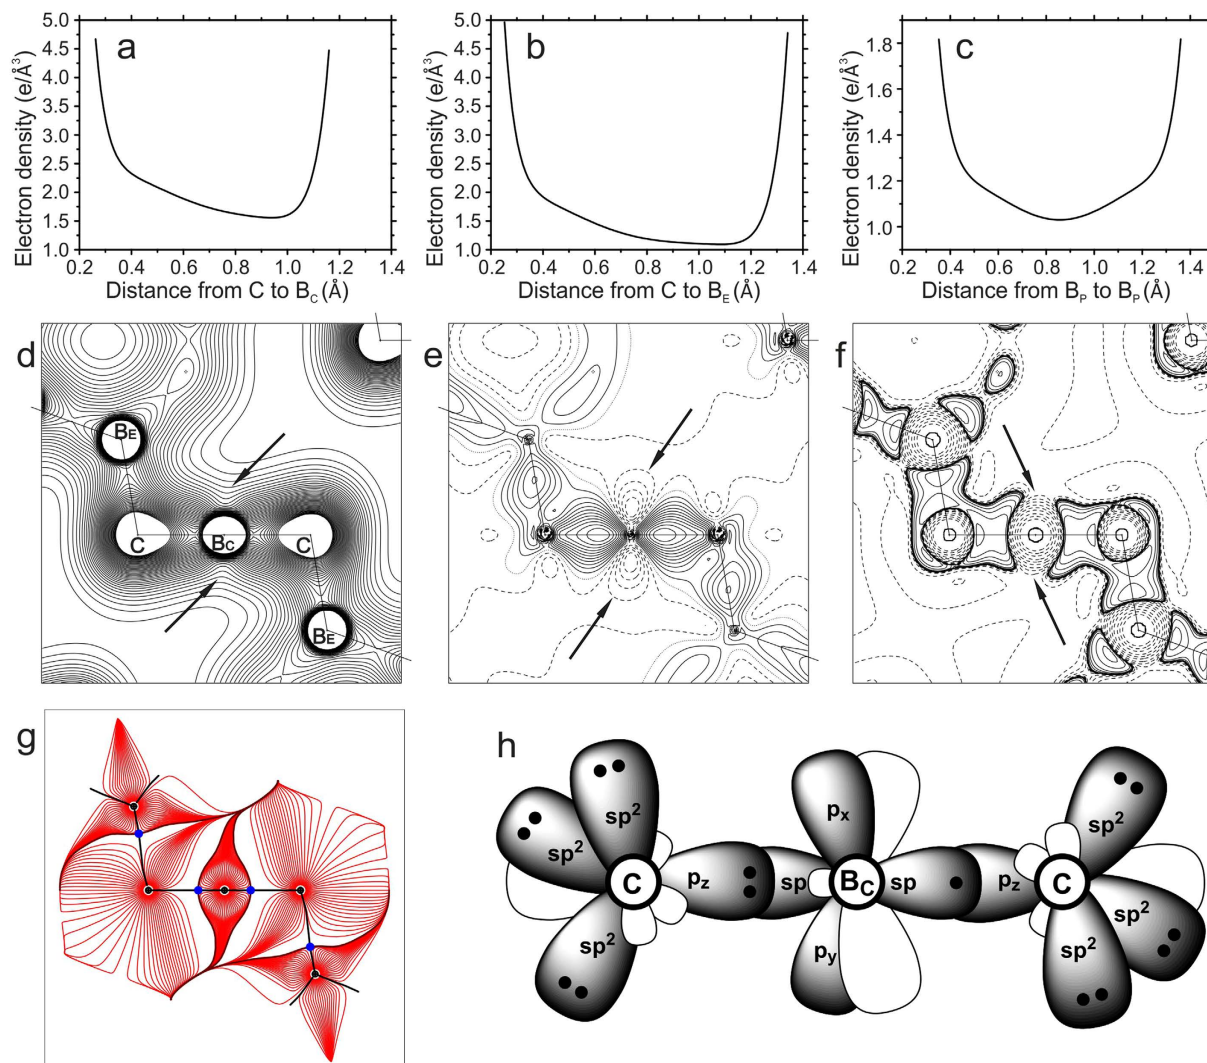 a
5.0
4.5
4.0
3.5
3.0
2.5
2.0
1.5
1.0
Electron density (e/Å³)
0.2 0.4 0.6 0.8 1.0 1.2 1.4
Distance from C to B_C (Å)
b
5.0
4.5
4.0
3.5
3.0
2.5
2.0
1.5
1.0
Electron density (e/Å³)
0.2 0.4 0.6 0.8 1.0 1.2 1.4
Distance from C to B_E (Å)
c
1.8
1.6
1.4
1.2
1.0
Electron density (e/Å³)
0.2 0.4 0.6 0.8 1.0 1.2 1.4
Distance from B_P to B_P (Å)
d
B_E
C B_C C
B_E
e
f
g
h
sp² sp²
sp² p_x sp²
C p_z sp B_C sp p_z C
sp² p_y sp² sp²